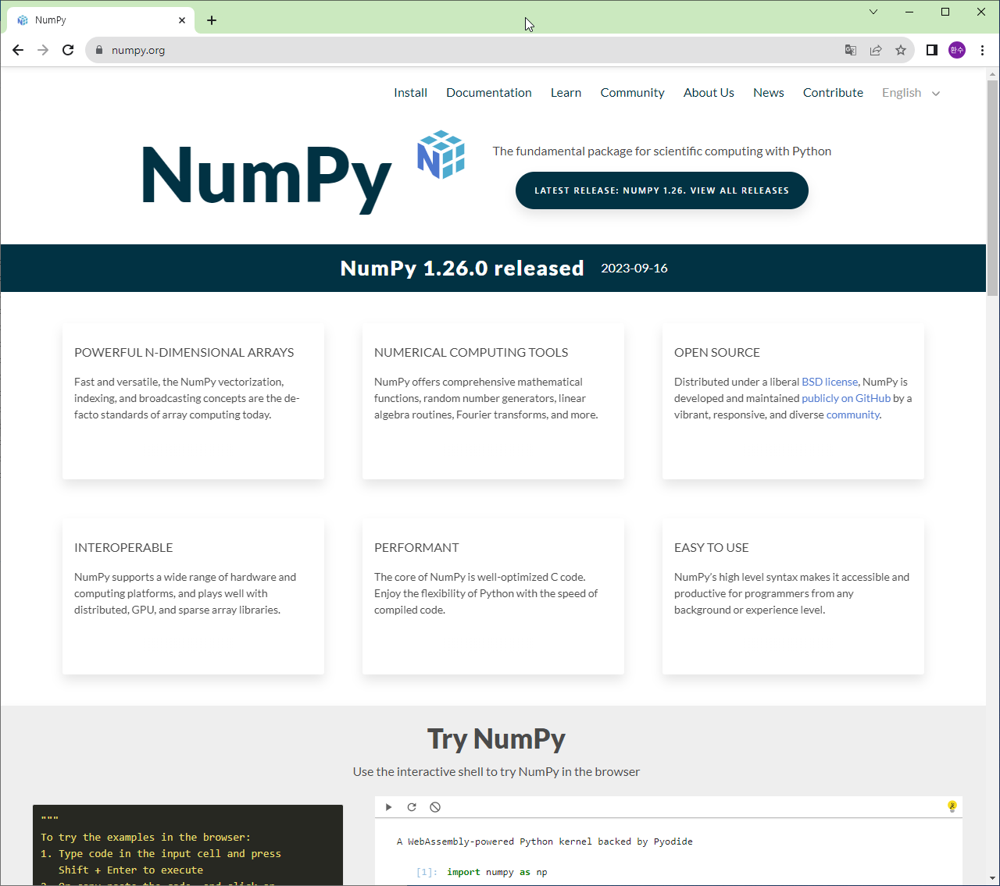 NumPy
numpy.org
환수
Install Documentation Learn Community About Us News Contribute English
NumPy
The fundamental package for scientific computing with Python
LATEST RELEASE: NUMPY 1.26. VIEW ALL RELEASES
NumPy 1.26.0 released 2023-09-16
POWERFUL N-DIMENSIONAL ARRAYS
Fast and versatile, the NumPy vectorization,
indexing, and broadcasting concepts are the de-
facto standards of array computing today.
NUMERICAL COMPUTING TOOLS
NumPy offers comprehensive mathematical
functions, random number generators, linear
algebra routines, Fourier transforms, and more.
OPEN SOURCE
Distributed under a liberal BSD license, NumPy is
developed and maintained publicly on GitHub by a
vibrant, responsive, and diverse community.
INTEROPERABLE
NumPy supports a wide range of hardware and
computing platforms, and plays well with
distributed, GPU, and sparse array libraries.
PERFORMANT
The core of NumPy is well-optimized C code.
Enjoy the flexibility of Python with the speed of
compiled code.
EASY TO USE
NumPy's high level syntax makes it accessible and
productive for programmers from any
background or experience level.
Try NumPy
Use the interactive shell to try NumPy in the browser
"""
To try the examples in the browser:
1. Type code in the input cell and press
Shift + Enter to execute
A WebAssembly-powered Python kernel backed by Pyodide
[1]: import numpy as np